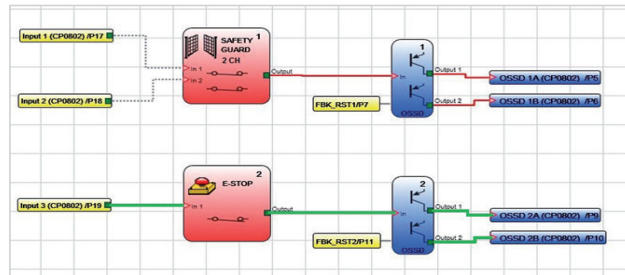 Input 1 (CP0802) /P17
Input 2 (CP0802) /P18
SAFETY 1
GUARD
2 CH
In 1
In 2
Output
1
In
Output 1
Output 2
OSSD
FBK_RST1/P7
OSSD 1A (CP0802) /P5
OSSD 1B (CP0802) /P6
Input 3 (CP0802) /P19
2
E-STOP
In 1
Output
2
In
Output 1
Output 2
OSSD
FBK_RST2/P11
OSSD 2A (CP0802) /P9
OSSD 2B (CP0802) /P10